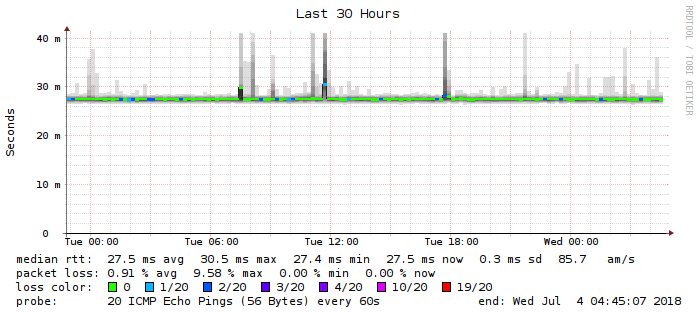 Last 30 Hours
RRDTOOL / TOBI OETIKER
Seconds
40 m
30 m
20 m
10 m
0
Tue 00:00 Tue 06:00 Tue 12:00 Tue 18:00 Wed 00:00
median rtt: 27.5 ms avg 30.5 ms max 27.4 ms min 27.5 ms now 0.3 ms sd 85.7 am/s
packet loss: 0.91 % avg 9.58 % max 0.00 % min 0.00 % now
loss color: 0 1/20 2/20 3/20 4/20 10/20 19/20
probe: 20 ICMP Echo Pings (56 Bytes) every 60s end: Wed Jul 4 04:45:07 2018